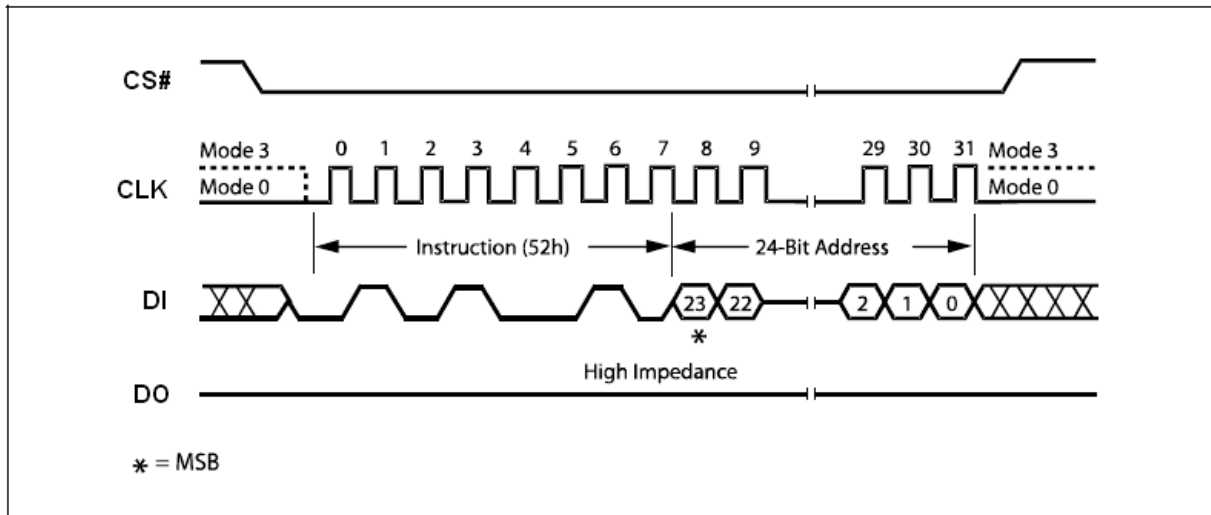 CS#
Mode 3
0 1 2 3 4 5 6 7 8 9 29 30 31
Mode 3
CLK
Mode 0
Mode 0
Instruction (52h)
24-Bit Address
DI
23 22 2 1 0
*
High Impedance
DO
* = MSB